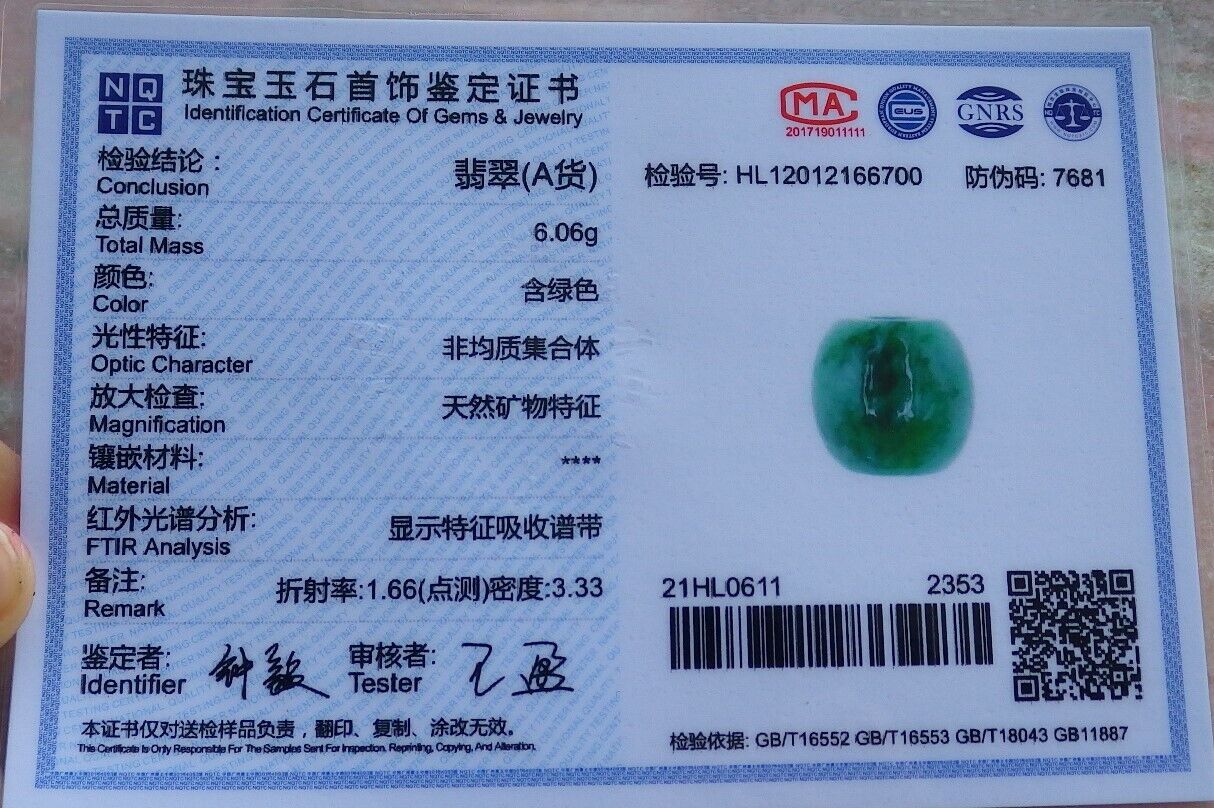 NQ
TC
珠宝玉石首饰鉴定证书
Identification Certificate Of Gems & Jewelry
检验结论：
Conclusion
翡翠(A货)
总质量:
Total Mass
6.06g
颜色:
Color
含绿色
光性特征:
Optic Character
非均质集合体
放大检查:
Magnification
天然矿物特征
镶嵌材料:
Material
****
红外光谱分析:
FTIR Analysis
显示特征吸收谱带
备注:
Remark
折射率:1.66(点测)密度:3.33
鉴定者:
Identifier
审核者:
Tester
本证书仅对送检样品负责，翻印、复制、涂改无效。
This Certificate Is Only Responsible For The Samples Sent For Inspection, Reprinting, Copying, And Alteration.
MA
201719011111
GNRS
检验号: HL12012166700 防伪码: 7681
21HL0611 2353
检验依据: GB/T16552 GB/T16553 GB/T18043 GB11887